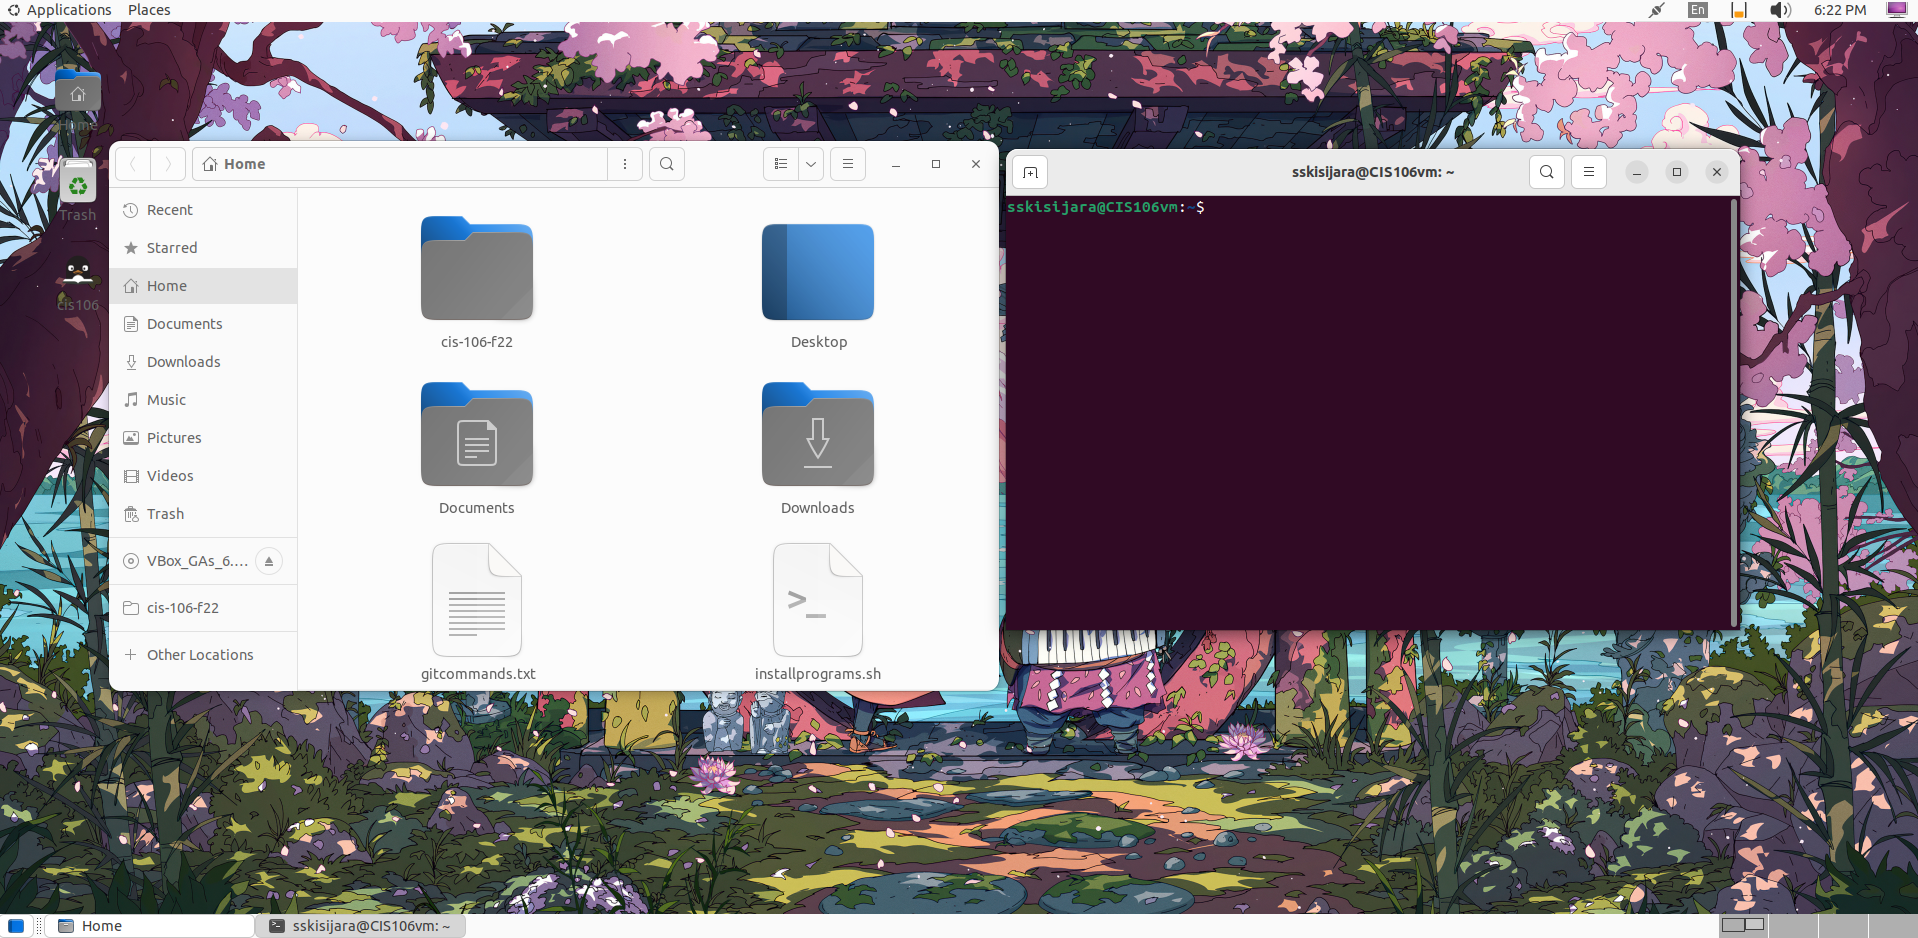 Applications Places
En 6:22 PM
Home
Trash
cis106
Home
Recent
Starred
Home
Documents
Downloads
Music
Pictures
Videos
Trash
VBox_GAs_6....
cis-106-f22
Other Locations
cis-106-f22
Desktop
Documents
Downloads
gitcommands.txt
installprograms.sh
sskisijara@CIS106vm: ~
sskisijara@CIS106vm:~$
Home
sskisijara@CIS106vm: ~